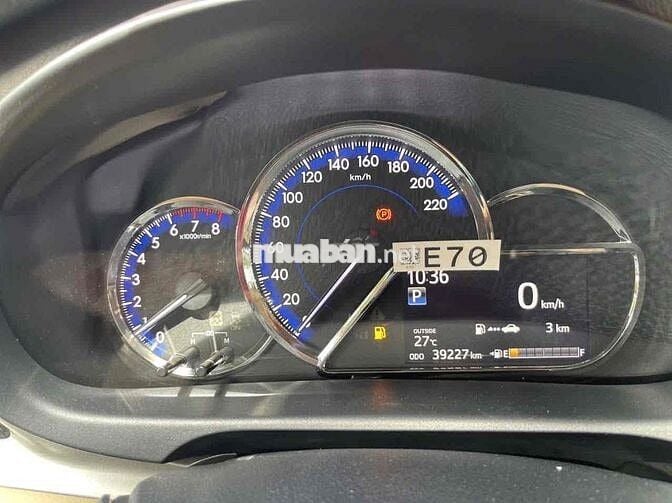 120 140 160 180
100 km/h 200
80 220
6 7 8
5 x1000r/min
4
3
2
1
0
60
40
20
P
muaban.net
E70
10:36
P
0 km/h
OUTSIDE
27°C
3 km
ODO 39227 km
E F